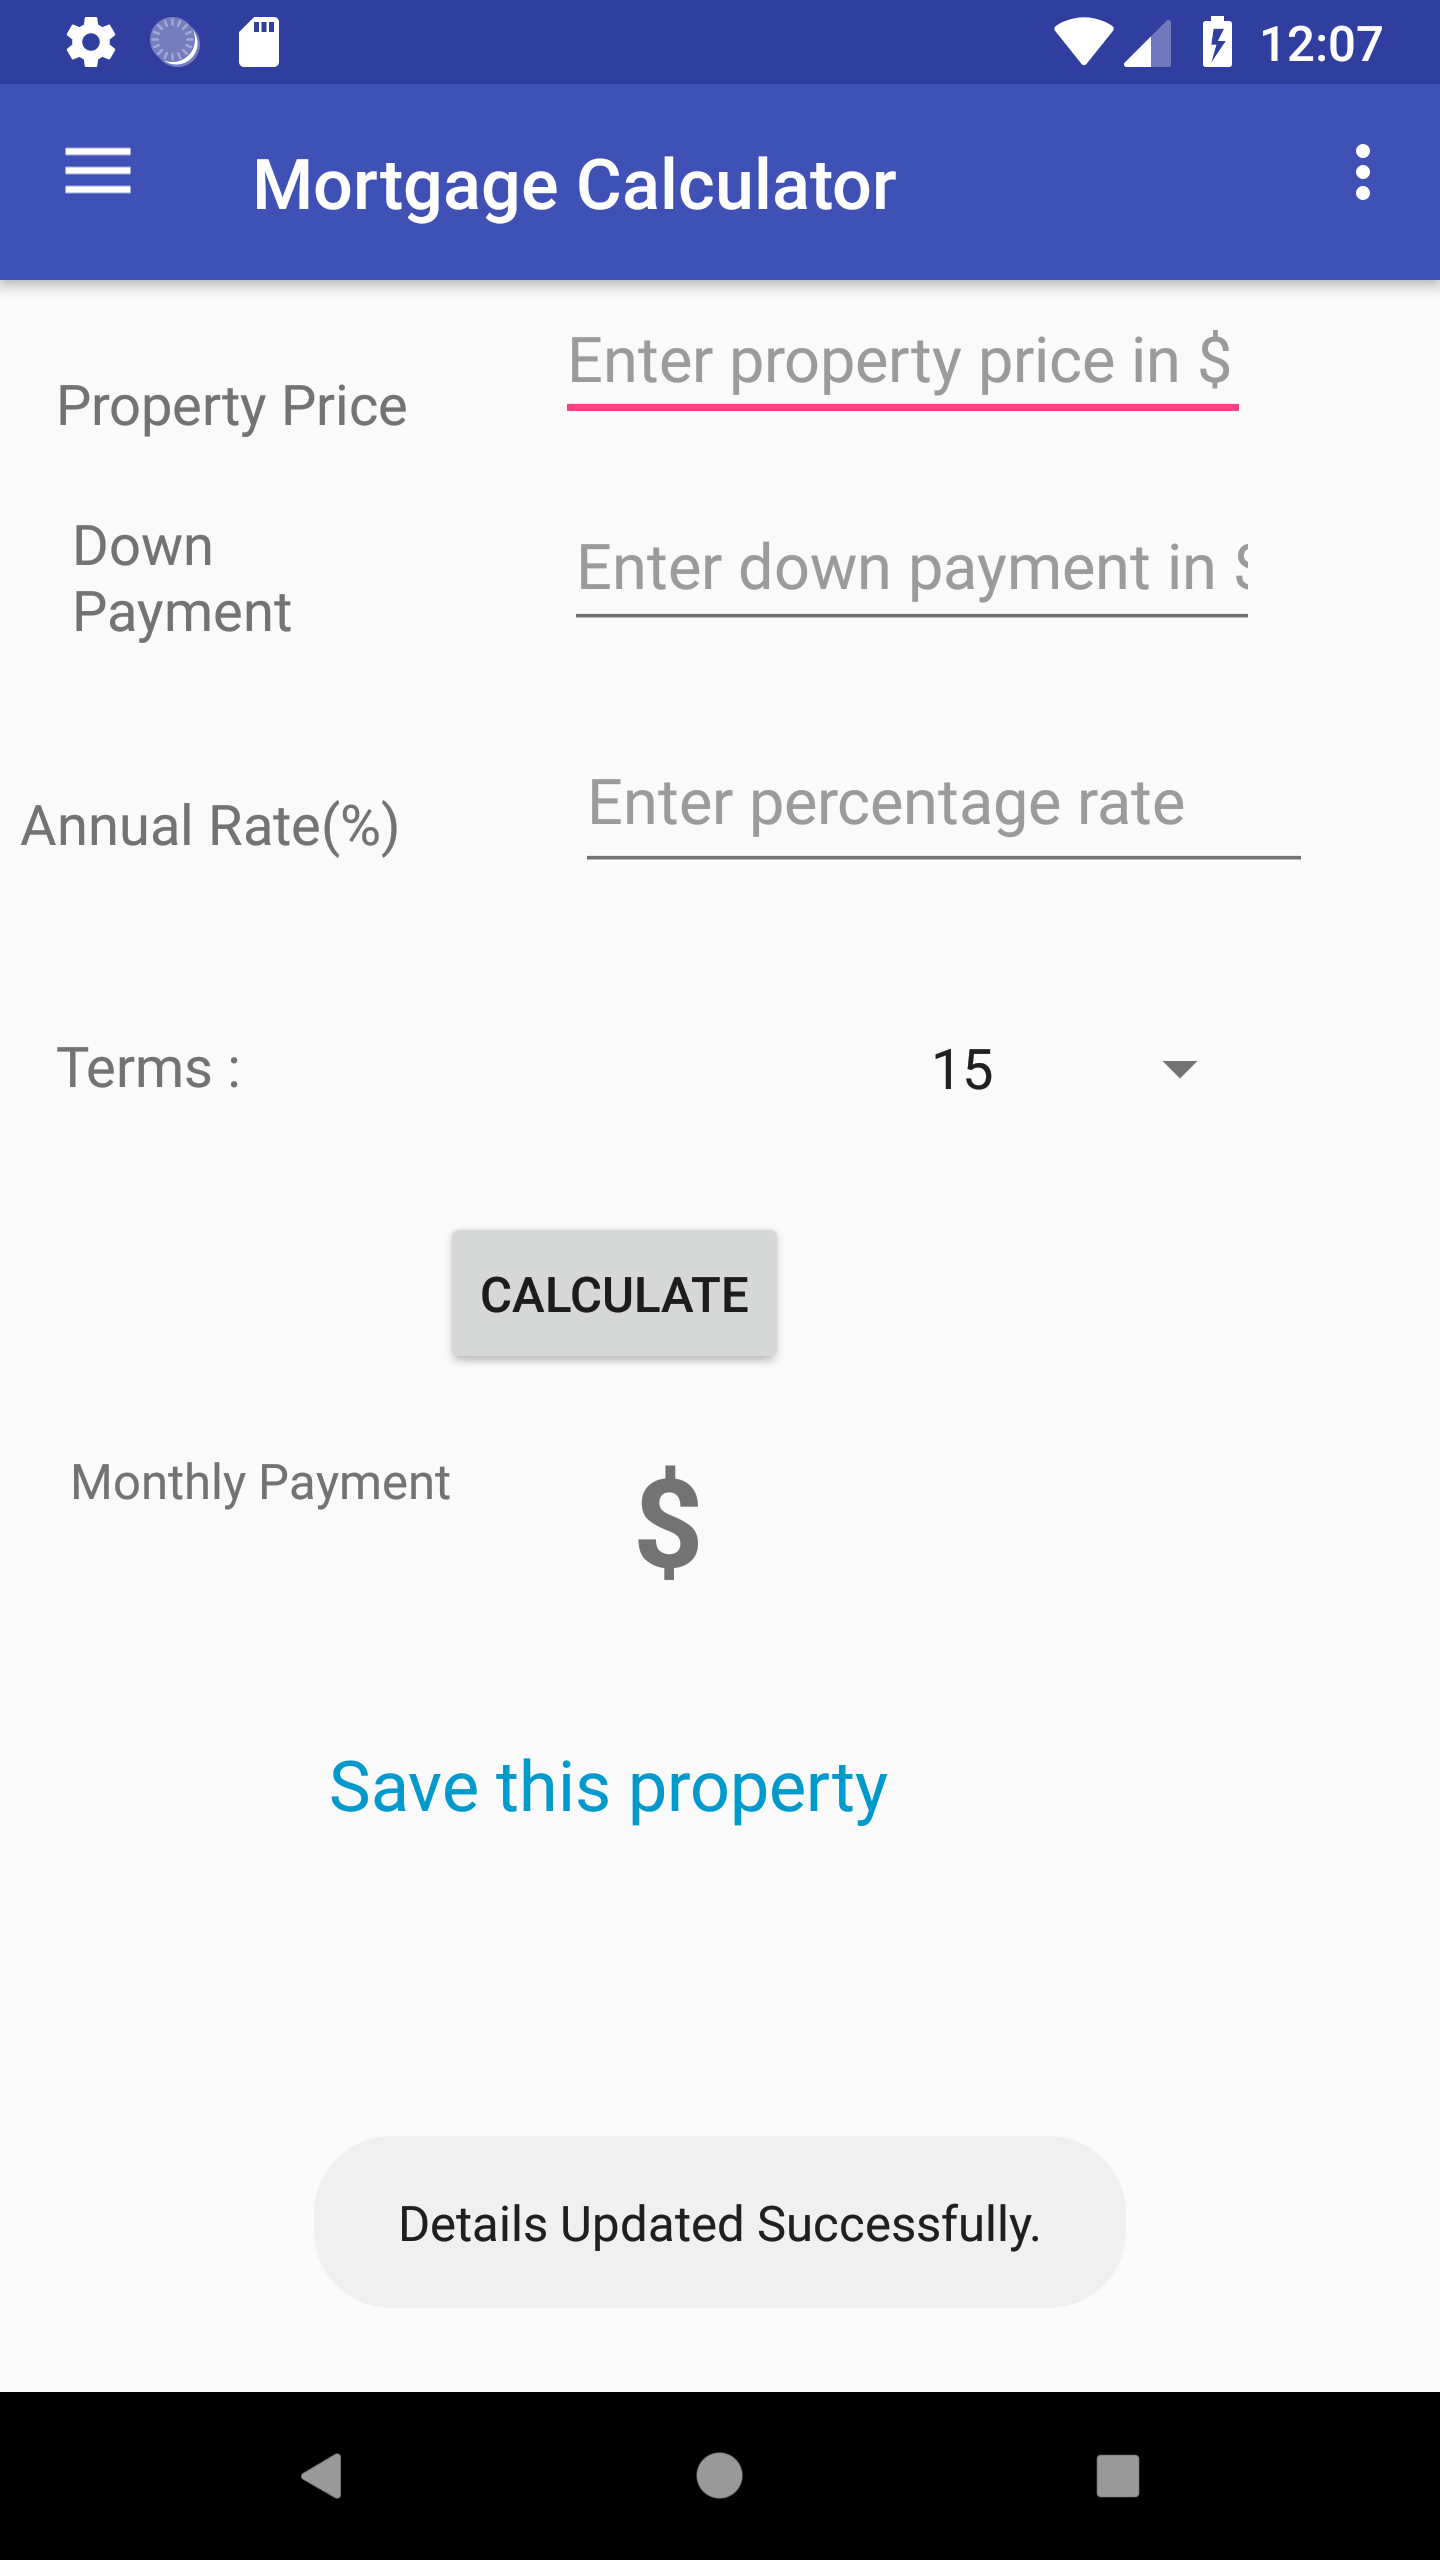 12:07
Mortgage Calculator
Property Price
Enter property price in $
Down
Payment
Enter down payment in $
Annual Rate(%)
Enter percentage rate
Terms :
15
CALCULATE
Monthly Payment
$
Save this property
Details Updated Successfully.